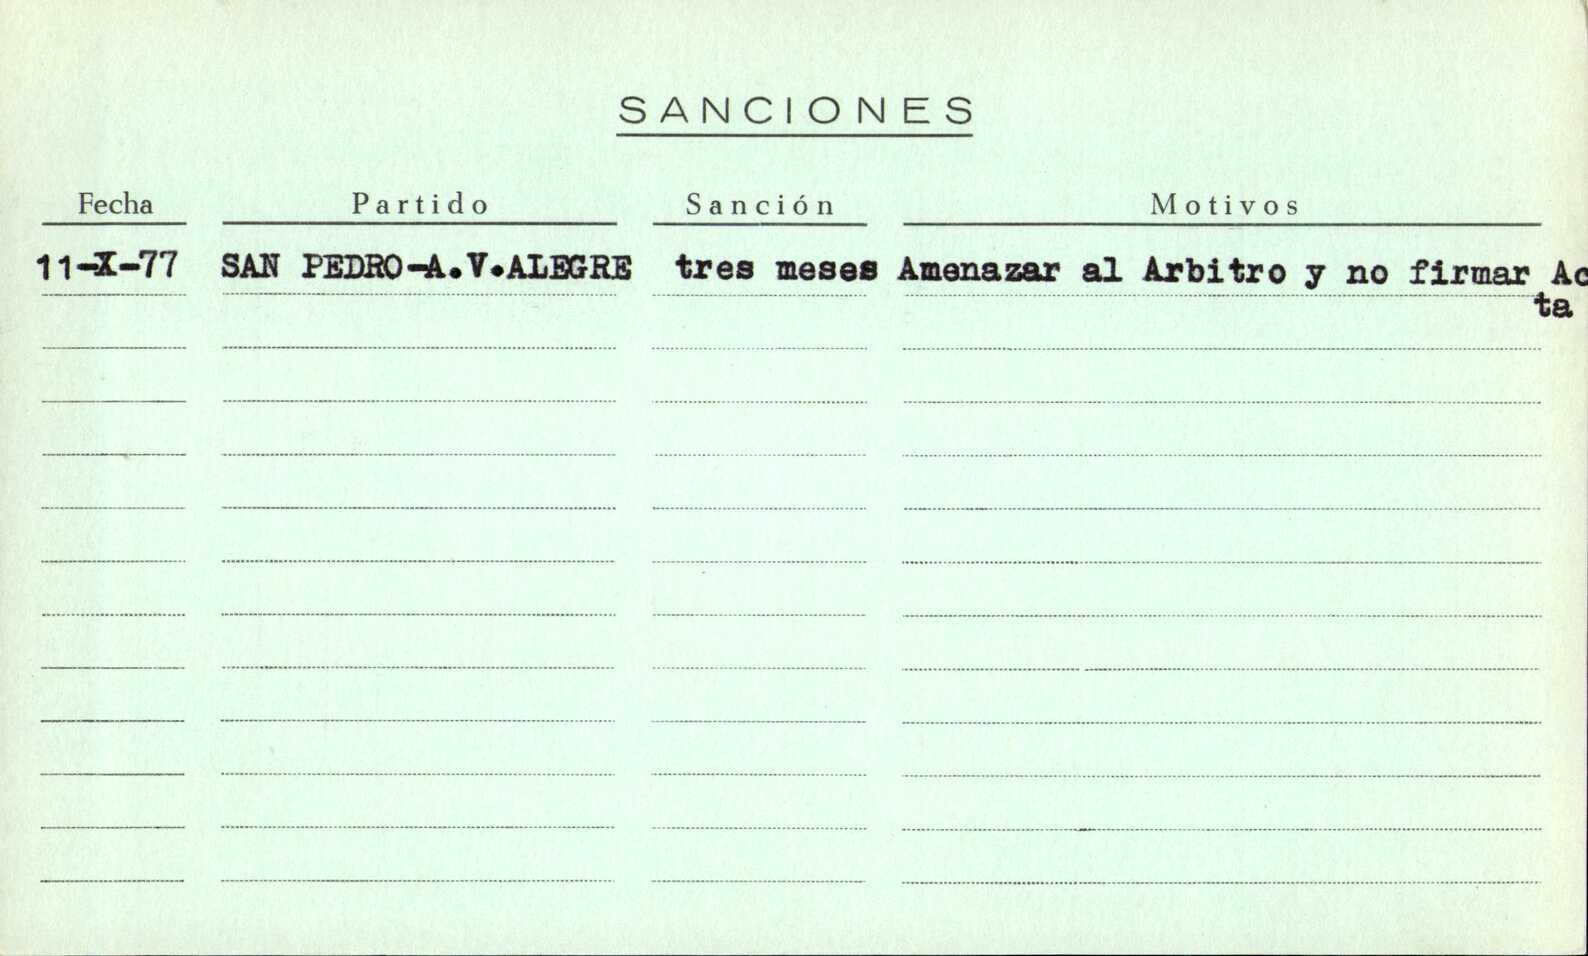 SANCIONES
Fecha Partido Sanción Motivos
11-X-77 SAN PEDRO-A.V.ALEGRE tres meses Amenazar al Arbitro y no firmar Ac
ta